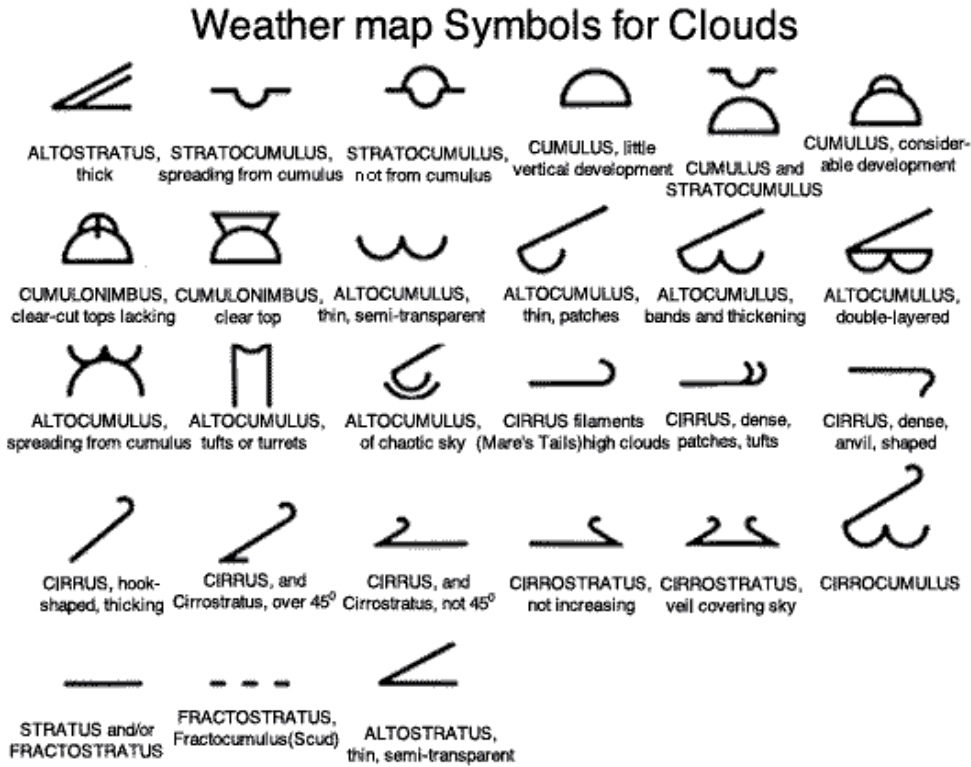 Weather map Symbols for Clouds
ALTOSTRATUS,
thick
STRATOCUMULUS,
spreading from cumulus
STRATOCUMULUS,
not from cumulus
CUMULUS, little
vertical development
CUMULUS and
STRATOCUMULUS
CUMULUS, consider-
able development
CUMULONIMBUS,
clear-cut tops lacking
CUMULONIMBUS,
clear top
ALTOCUMULUS,
thin, semi-transparent
ALTOCUMULUS,
thin, patches
ALTOCUMULUS,
bands and thickening
ALTOCUMULUS,
double-layered
ALTOCUMULUS,
spreading from cumulus
ALTOCUMULUS,
tufts or turrets
ALTOCUMULUS,
of chaotic sky
CIRRUS filaments
(Mare's Tails)high clouds
CIRRUS, dense,
patches, tufts
CIRRUS, dense,
anvil, shaped
CIRRUS, hook-
shaped, thicking
CIRRUS, and
Cirrostratus, over 45⁰
CIRRUS, and
Cirrostratus, not 45⁰
CIRROSTRATUS,
not increasing
CIRROSTRATUS,
veil covering sky
CIRROCUMULUS
STRATUS and/or
FRACTOSTRATUS
FRACTOSTRATUS,
Fractocumulus(Scud)
ALTOSTRATUS,
thin, semi-transparent